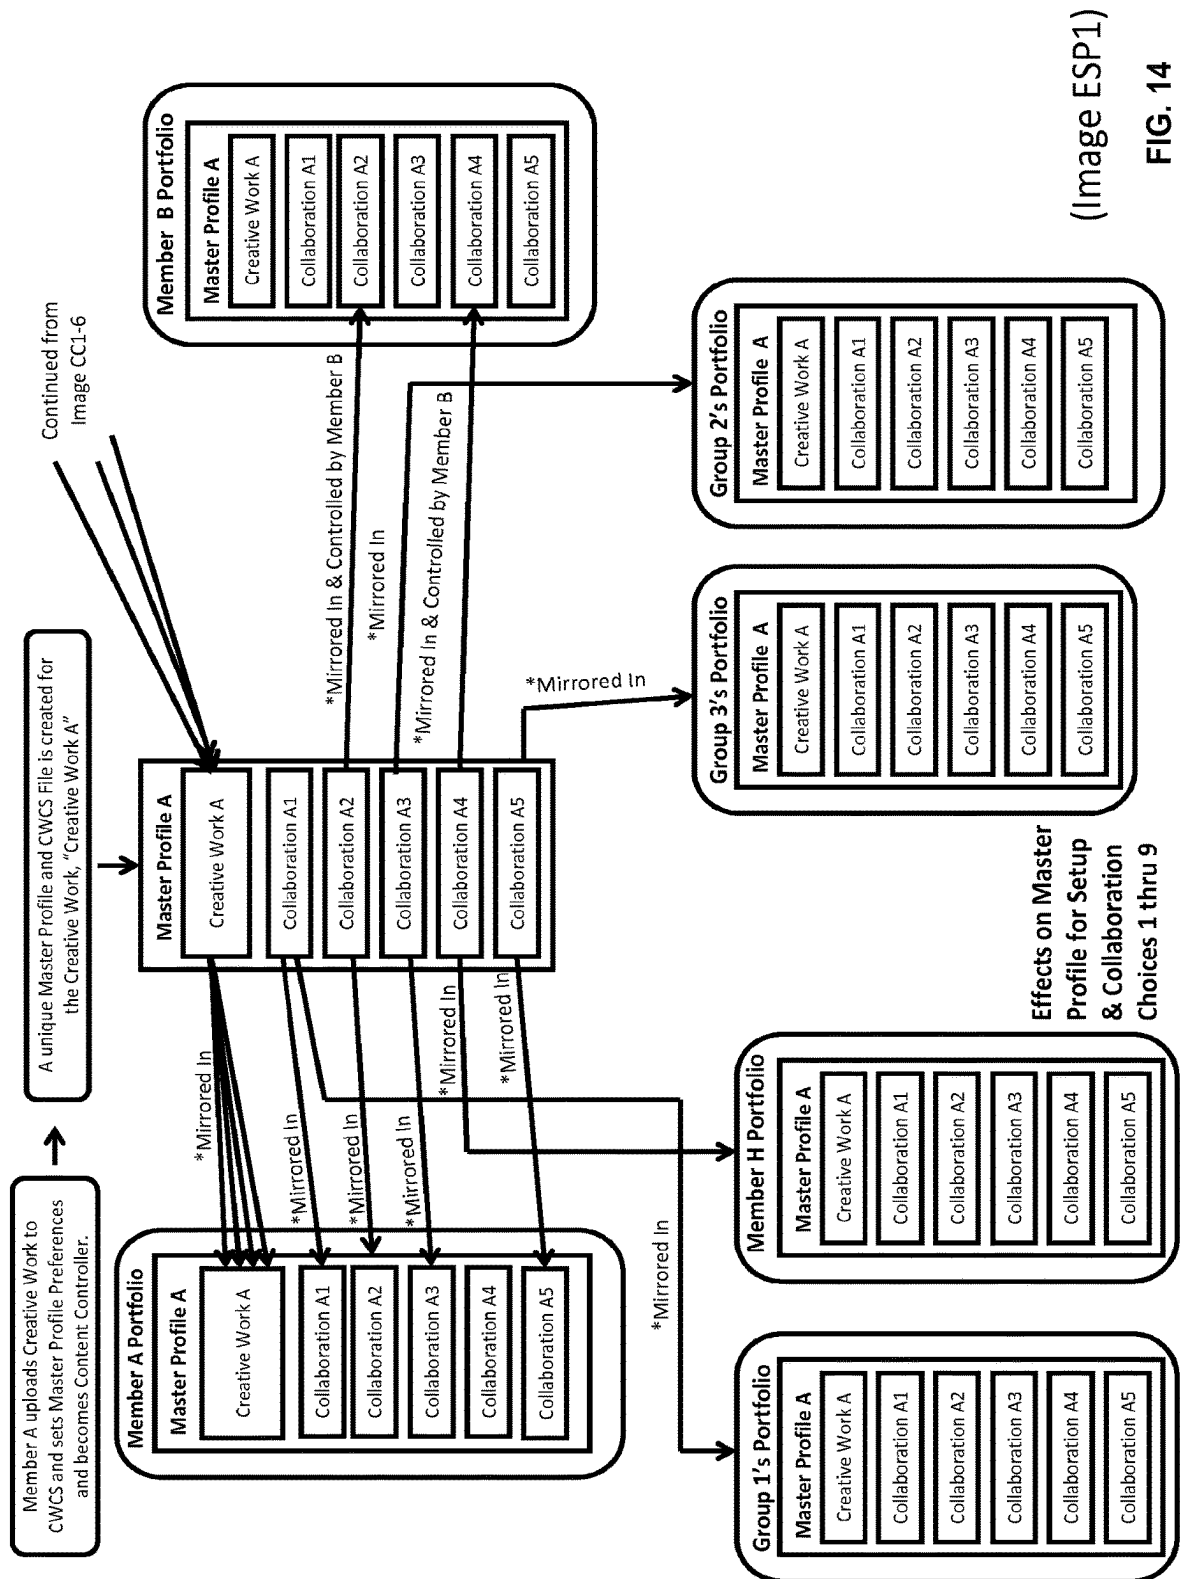 Member A uploads Creative Work to
CWCS and sets Master Profile Preferences
and becomes Content Controller.
A unique Master Profile and CWCS File is created for
the Creative Work, "Creative Work A"
Continued from
Image CC1-6
Member A Portfolio
Master Profile A
Creative Work A
Collaboration A1
Collaboration A2
Collaboration A3
Collaboration A4
Collaboration A5
*Mirrored In
*Mirrored In
*Mirrored In
*Mirrored In
*Mirrored In
*Mirrored In
Master Profile A
Creative Work A
Collaboration A1
Collaboration A2
Collaboration A3
Collaboration A4
Collaboration A5
*Mirrored In & Controlled by Member B
*Mirrored In
*Mirrored In & Controlled by Member B
*Mirrored In
Member B Portfolio
Master Profile A
Creative Work A
Collaboration A1
Collaboration A2
Collaboration A3
Collaboration A4
Collaboration A5
*Mirrored In
Group 1's Portfolio
Master Profile A
Creative Work A
Collaboration A1
Collaboration A2
Collaboration A3
Collaboration A4
Collaboration A5
Member H Portfolio
Master Profile A
Creative Work A
Collaboration A1
Collaboration A2
Collaboration A3
Collaboration A4
Collaboration A5
Effects on Master
Profile for Setup
& Collaboration
Choices 1 thru 9
Group 3's Portfolio
Master Profile A
Creative Work A
Collaboration A1
Collaboration A2
Collaboration A3
Collaboration A4
Collaboration A5
Group 2's Portfolio
Master Profile A
Creative Work A
Collaboration A1
Collaboration A2
Collaboration A3
Collaboration A4
Collaboration A5
(Image ESP1)
FIG. 14